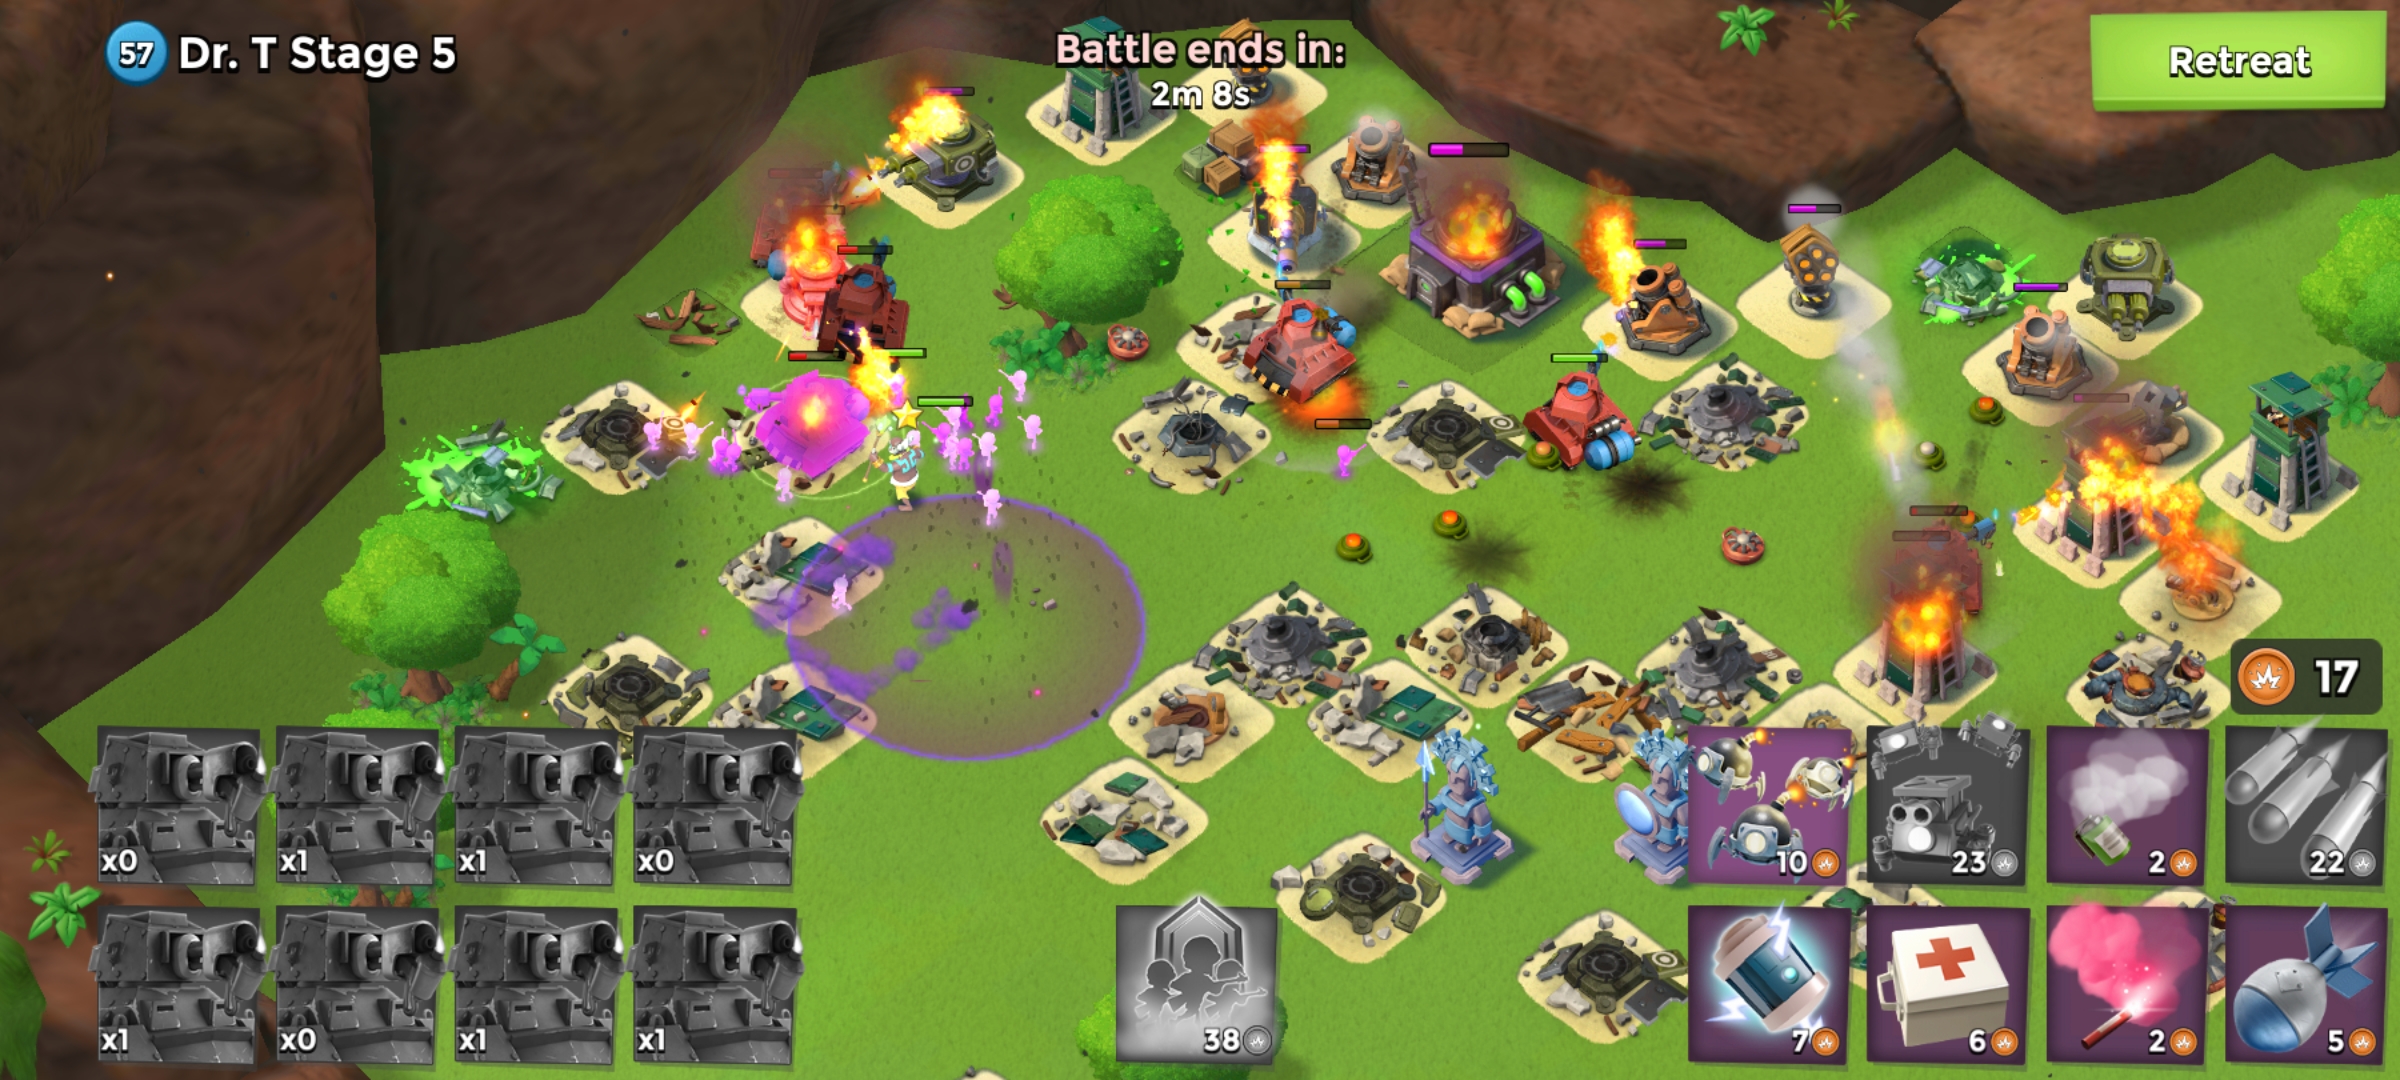 57 Dr. T Stage 5
Battle ends in:
2m 8s
Retreat
17
x0 x1 x1 x0
10 23 2 22
x1 x0 x1 x1
38
7 6 2 5